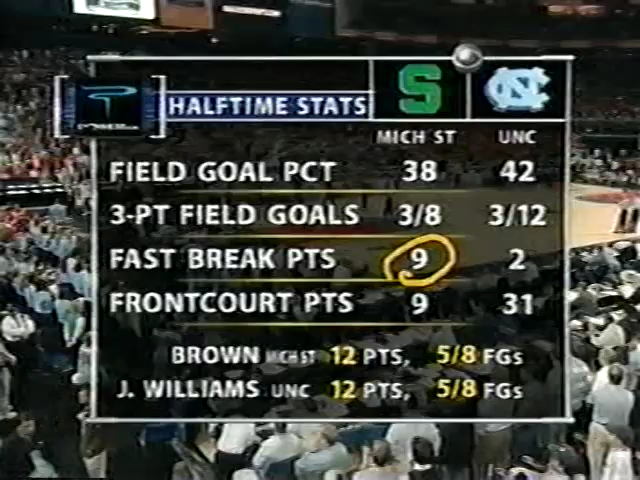 HALFTIME STATS
S NC
MICH ST UNC
FIELD GOAL PCT 38 42
3-PT FIELD GOALS 3/8 3/12
FAST BREAK PTS 9 2
FRONTCOURT PTS 9 31
BROWN MICH ST 12 PTS, 5/8 FGs
J. WILLIAMS UNC 12 PTS, 5/8 FGs